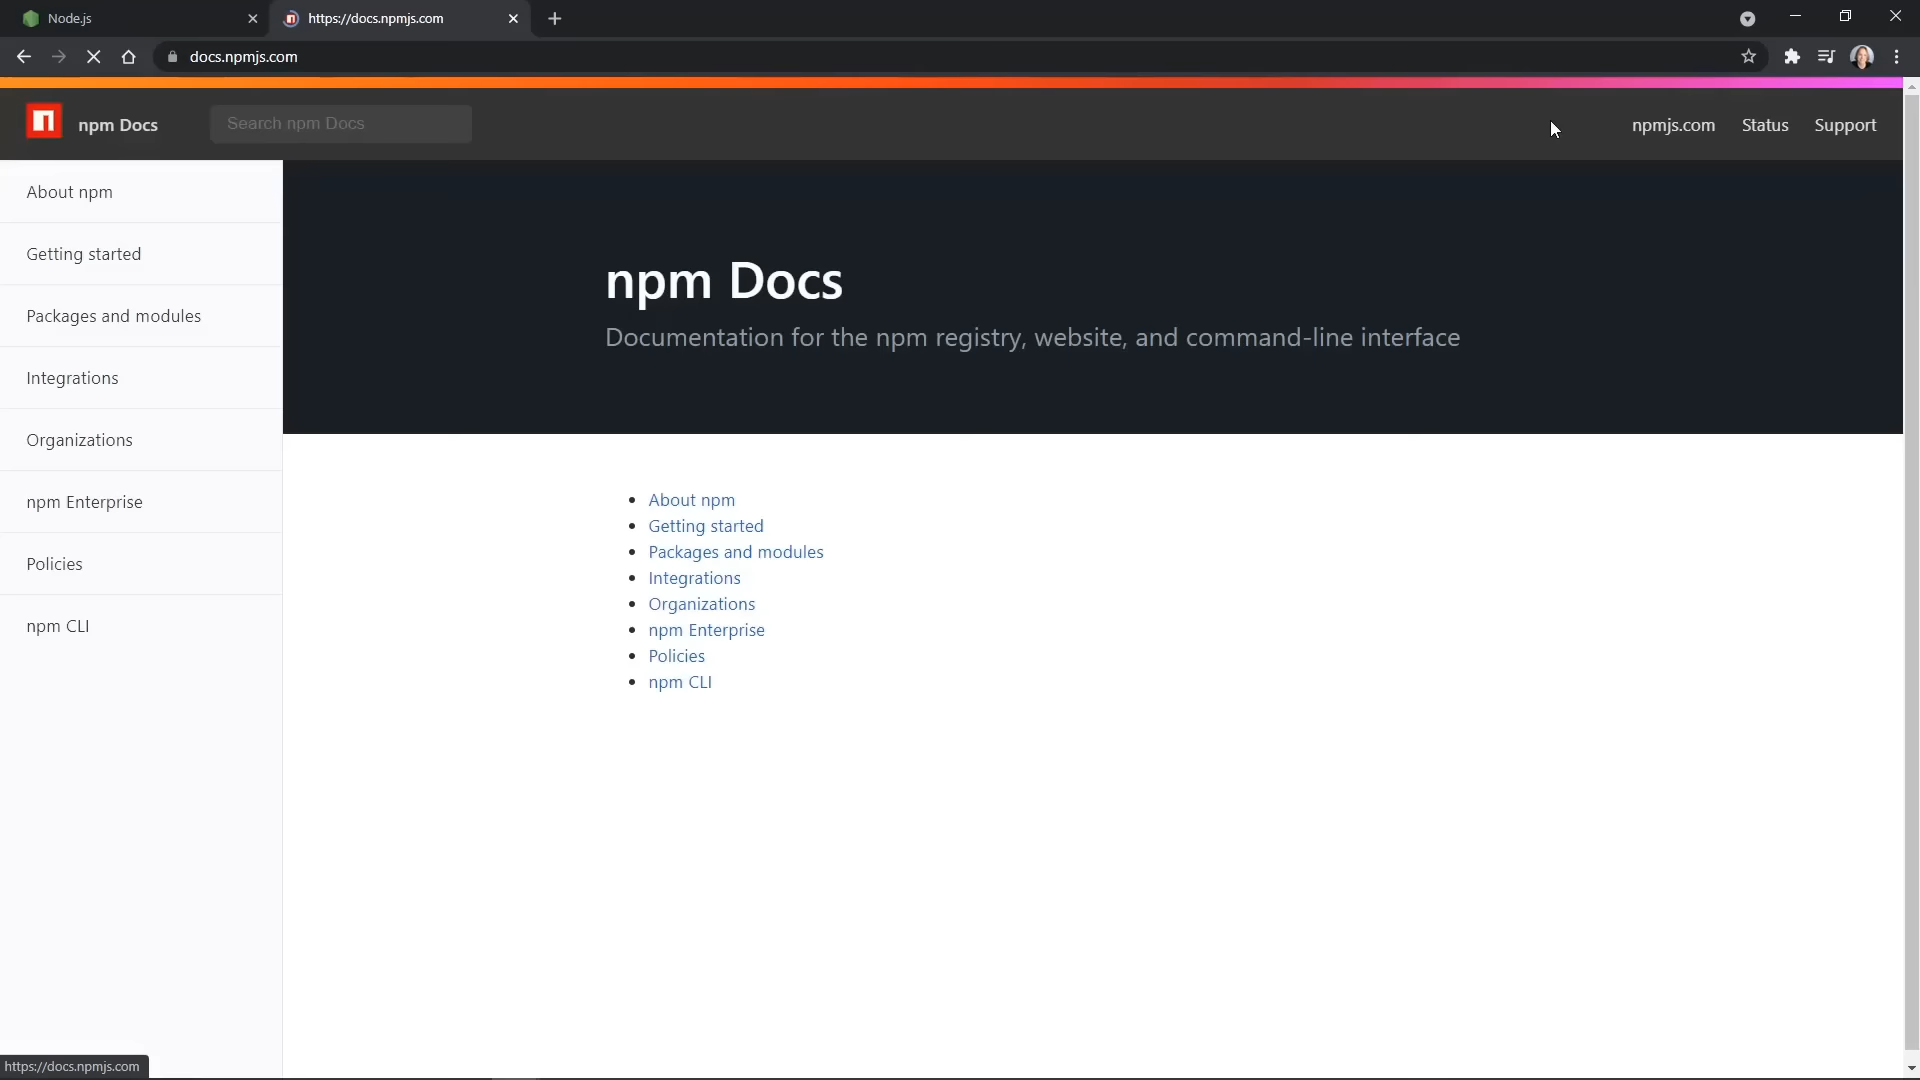 Node.js
https://docs.npmjs.com
docs.npmjs.com
npm Docs
Search npm Docs
npmjs.com
Status
Support
About npm
Getting started
Packages and modules
Integrations
Organizations
npm Enterprise
Policies
npm CLI
npm Docs
Documentation for the npm registry, website, and command-line interface
About npm
Getting started
Packages and modules
Integrations
Organizations
npm Enterprise
Policies
npm CLI
https://docs.npmjs.com